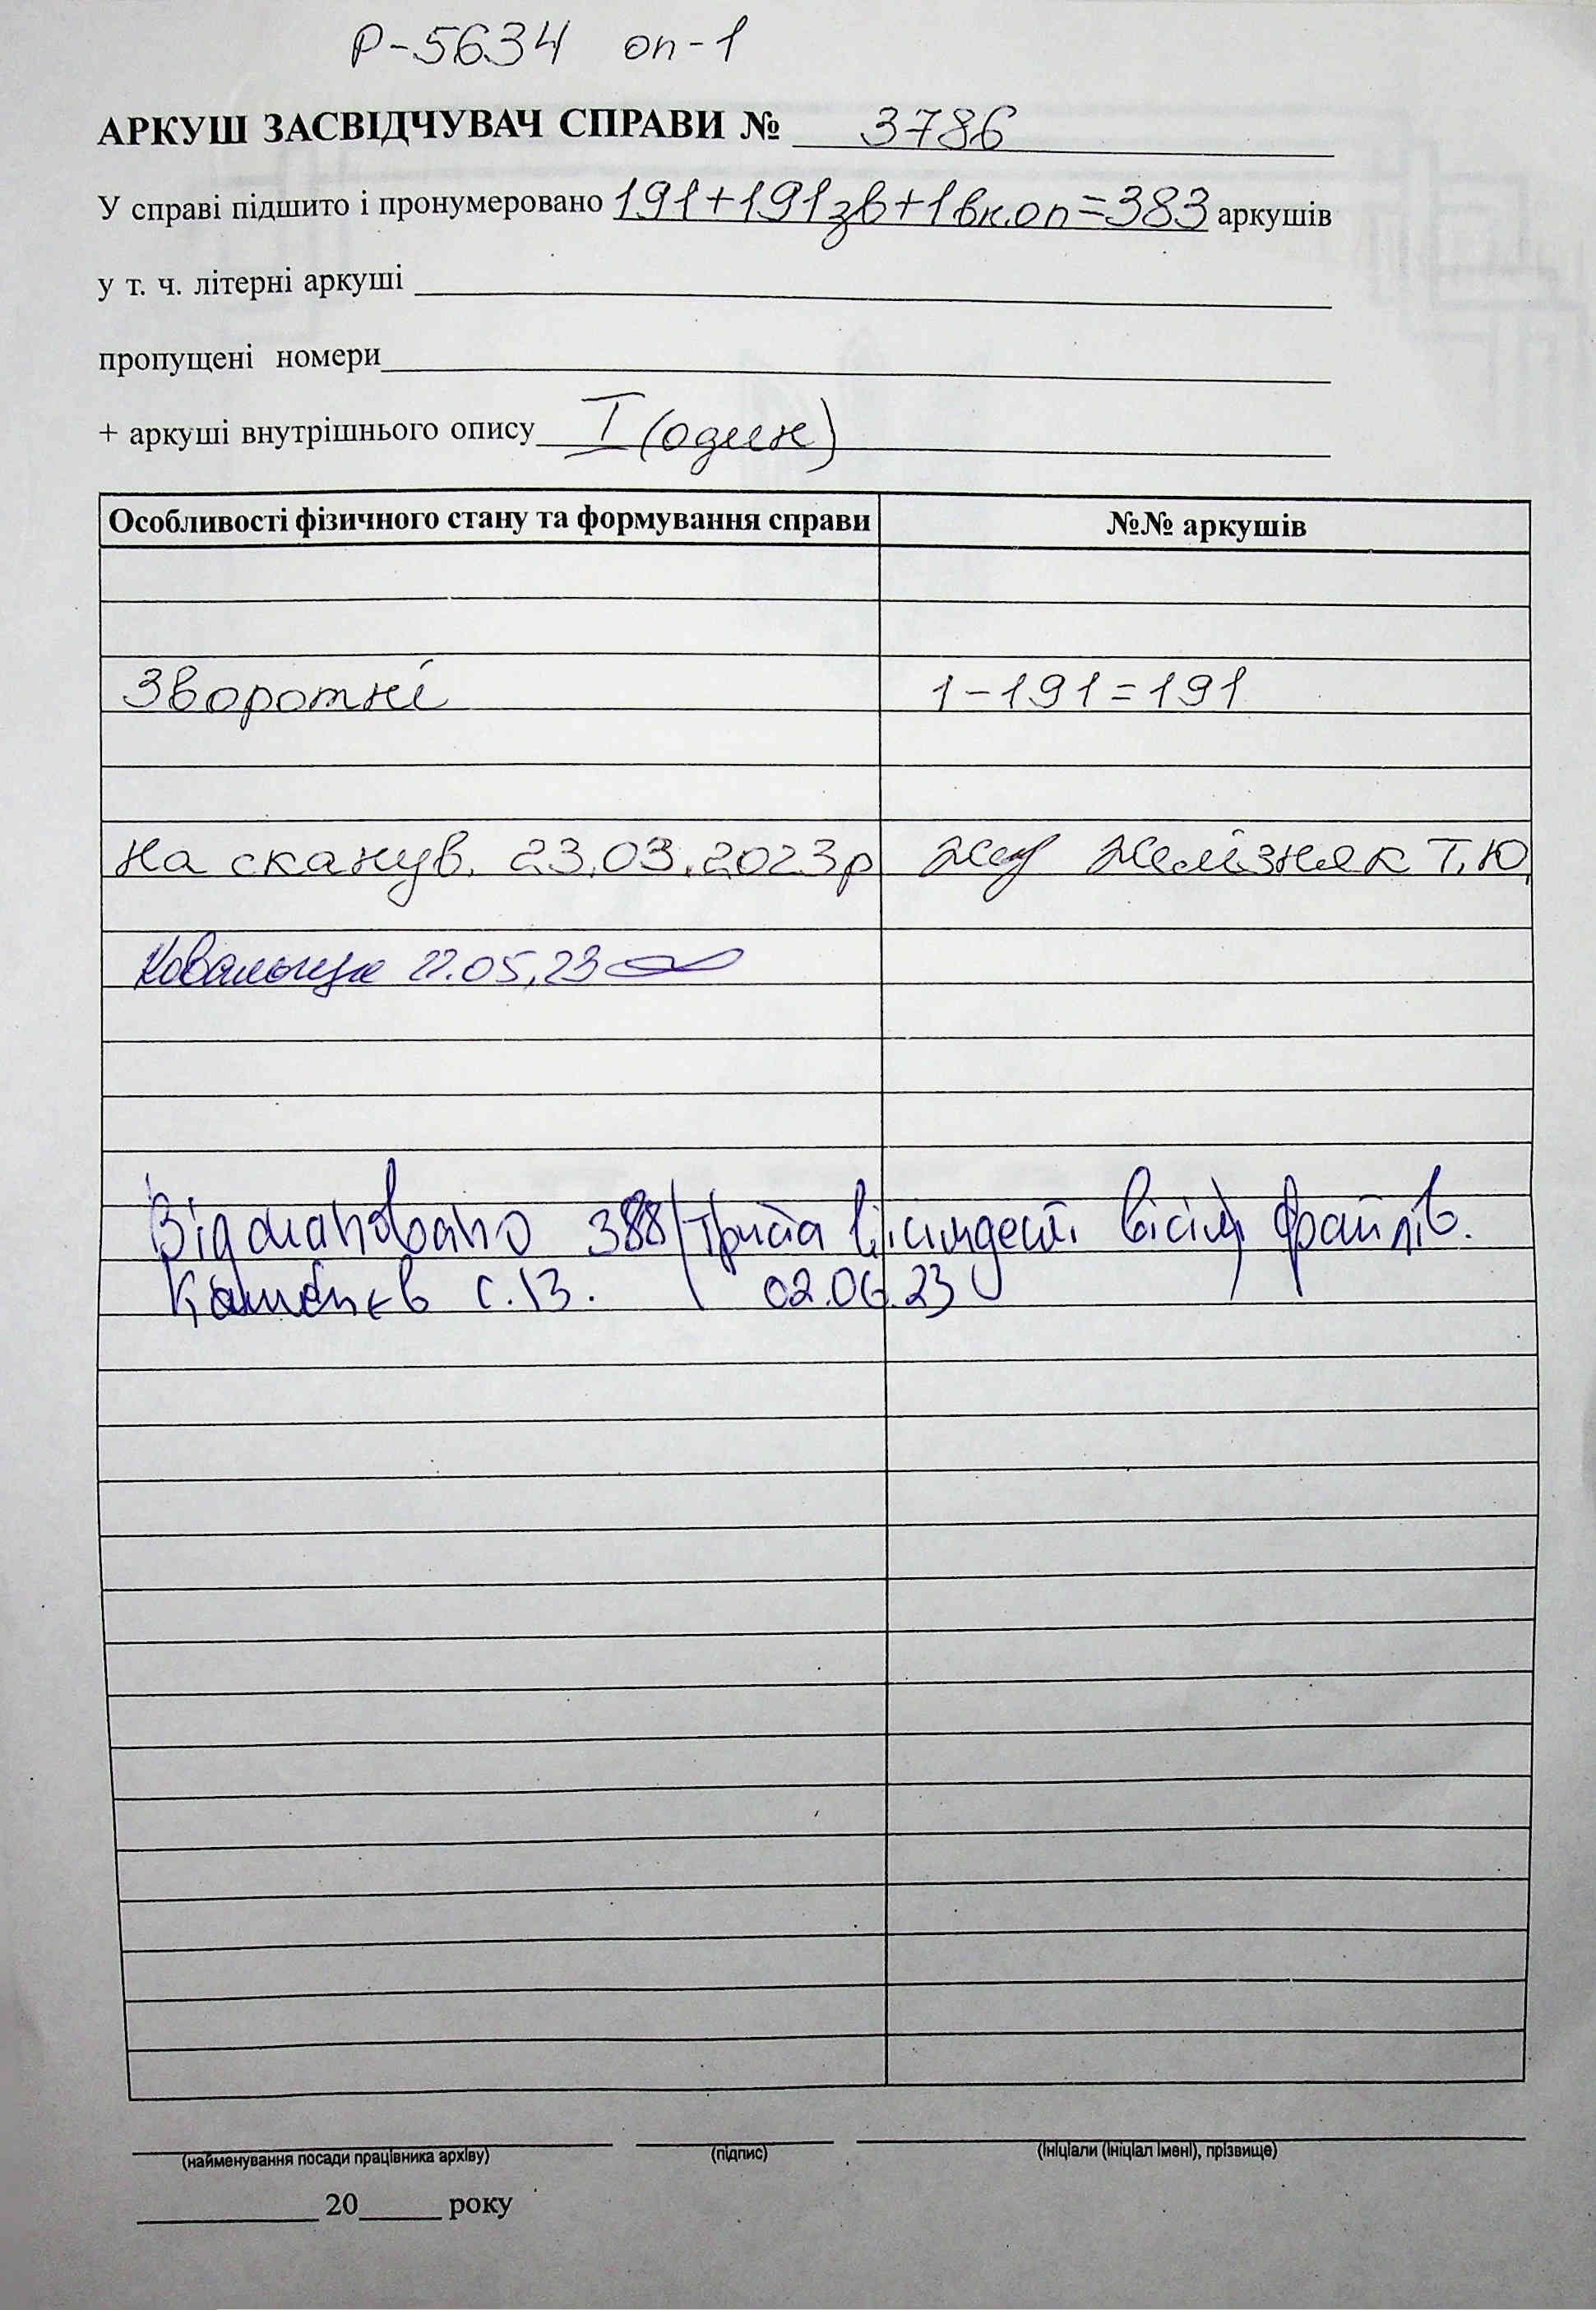 Р-5634 оп-1
АРКУШ ЗАСВІДЧУВАЧ СПРАВИ № 3786
У справі підшито і пронумеровано 191+191зв+1вн.оп=383 аркушів
у т. ч. літерні аркуші
пропущені номери
+ аркуші внутрішнього опису I (один)
Особливості фізичного стану та формування справи №№ аркушів
Зворотні 1-191=191
На сканув. 23.03.2023р Железняк Т.Ю.
22.05.23
Відскановано 388 (триста вісімдесят вісім) файлів.
С.В. 02.06.23
(найменування посади працівника архіву) (підпис) (ініціали (ініціал імені), прізвище)
20 року